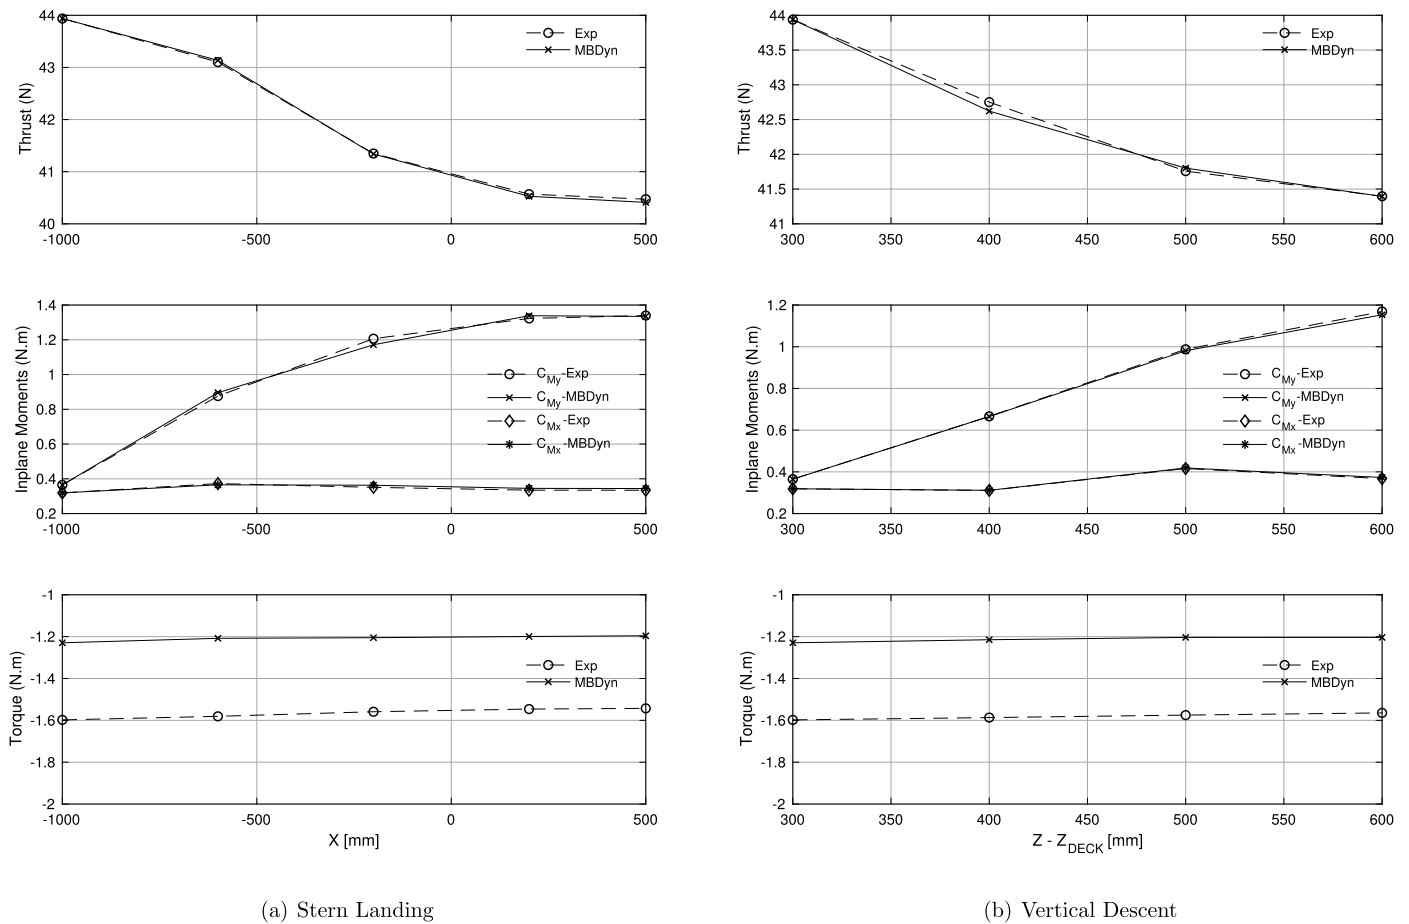 44
43
42
41
40
Thrust (N)
-1000
-500
0
500
Exp
MBDyn
44
43.5
43
42.5
42
41.5
41
Thrust (N)
300
350
400
450
500
550
600
Exp
MBDyn
1.4
1.2
1
0.8
0.6
0.4
0.2
Inplane Moments (N.m)
-1000
-500
0
500
C_My-Exp
C_My-MBDyn
C_Mx-Exp
C_Mx-MBDyn
1.2
1
0.8
0.6
0.4
0.2
Inplane Moments (N.m)
300
350
400
450
500
550
600
C_My-Exp
C_My-MBDyn
C_Mx-Exp
C_Mx-MBDyn
-1
-1.2
-1.4
-1.6
-1.8
-2
Torque (N.m)
-1000
-500
0
500
Exp
MBDyn
X [mm]
-1
-1.2
-1.4
-1.6
-1.8
-2
Torque (N.m)
300
350
400
450
500
550
600
Exp
MBDyn
Z - Z_DECK [mm]
(a) Stern Landing
(b) Vertical Descent